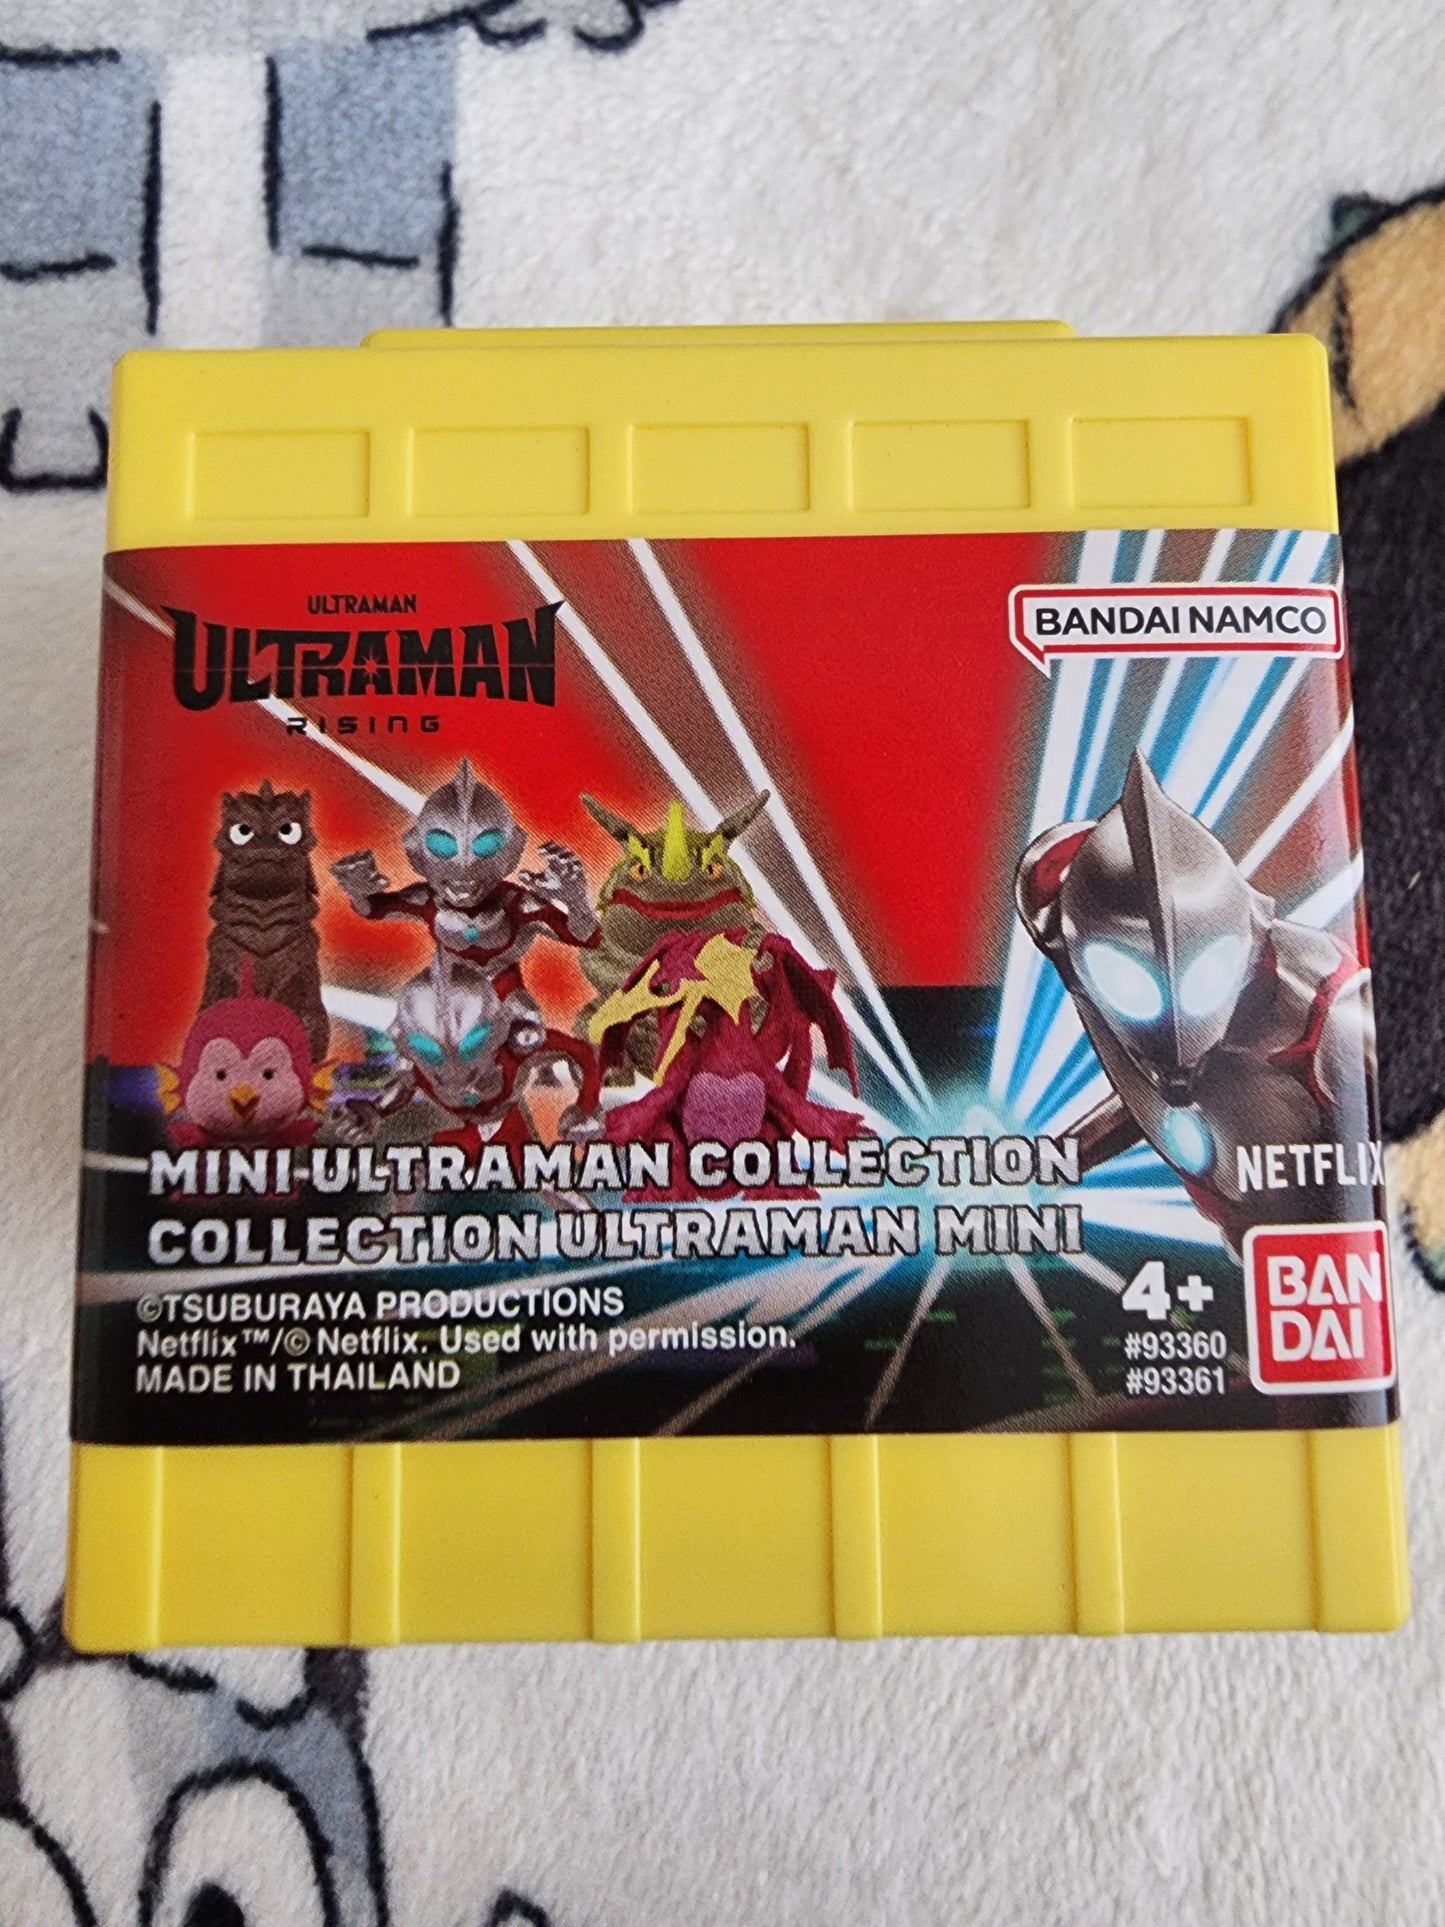 ULTRAMAN
ULTRAMAN
RISING
BANDAI NAMCO
MINI-ULTRAMAN COLLECTION
COLLECTION ULTRAMAN MINI
©TSUBURAYA PRODUCTIONS
Netflix™/© Netflix. Used with permission.
MADE IN THAILAND
NETFLIX
4+
#93360
#93361
BAN
DAI